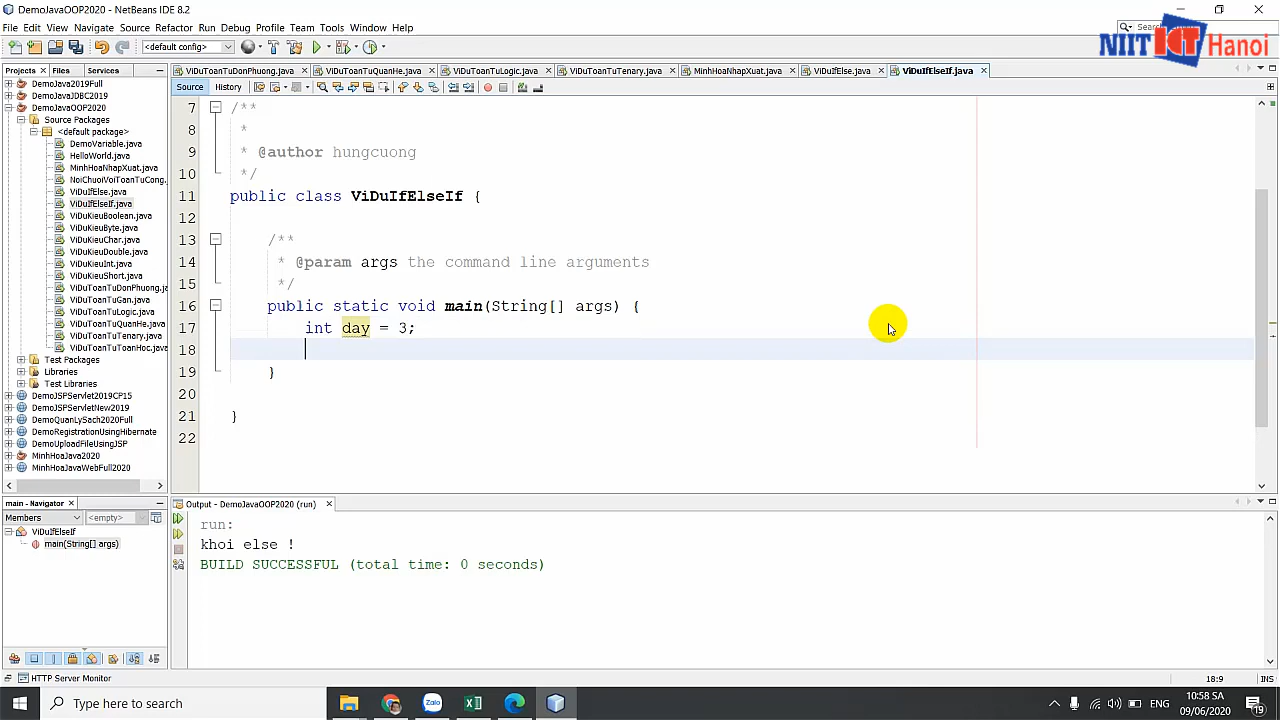 DemoJavaOOP2020 - NetBeans IDE 8.2
File Edit View Navigate Source Refactor Run Debug Profile Team Tools Window Help
<default config>
NIIT ICT Hanoi
Projects Files Services
ViDuToanTuDonPhuong.java ViDuToanTuQuanHe.java ViDuToanTuLogic.java ViDuToanTuTenary.java MinhHoaNhapXuat.java ViDuIfElse.java ViDuIfElseIf.java
Source History
DemoJava2019Full
DemoJavaJDBC2019
DemoJavaOOP2020
Source Packages
<default package>
DemoVariable.java
HelloWorld.java
MinhHoaNhapXuat.java
NoiChuoiVoiToanTuCong.
ViDuIfElse.java
ViDuIfElseIf.java
ViDuKieuBoolean.java
ViDuKieuByte.java
ViDuKieuChar.java
ViDuKieuDouble.java
ViDuKieuInt.java
ViDuKieuShort.java
ViDuToanTuDonPhuong.java
ViDuToanTuGan.java
ViDuToanTuLogic.java
ViDuToanTuQuanHe.java
ViDuToanTuTenary.java
ViDuToanTuToanHoc.java
Test Packages
Libraries
Test Libraries
DemoJSPServlet2019CP15
DemoJSPServletNew2019
DemoQuanLySach2020Full
DemoRegistrationUsingHibernate
DemoUploadFileUsingJSP
MinhHoaJava2020
MinhHoaJavaWebFull2020
7 /**
8 *
9 * @author hungcuong
10 */
11 public class ViDuIfElseIf {
12
13 /**
14 * @param args the command line arguments
15 */
16 public static void main(String[] args) {
17 int day = 3;
18
19 }
20
21 }
22
main - Navigator
Members <empty>
ViDuIfElseIf
main(String[] args)
Output - DemoJavaOOP2020 (run)
run:
khoi else !
BUILD SUCCESSFUL (total time: 0 seconds)
HTTP Server Monitor
18:9 INS
Type here to search
Zalo
ENG
10:58 SA
09/06/2020
19